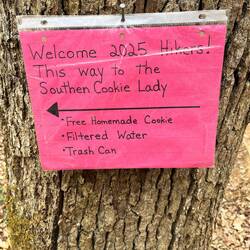 Welcome 2025 Hikers!
This way to the
Southen Cookie Lady
• Free Homemade Cookie
• Filtered Water
• Trash Can